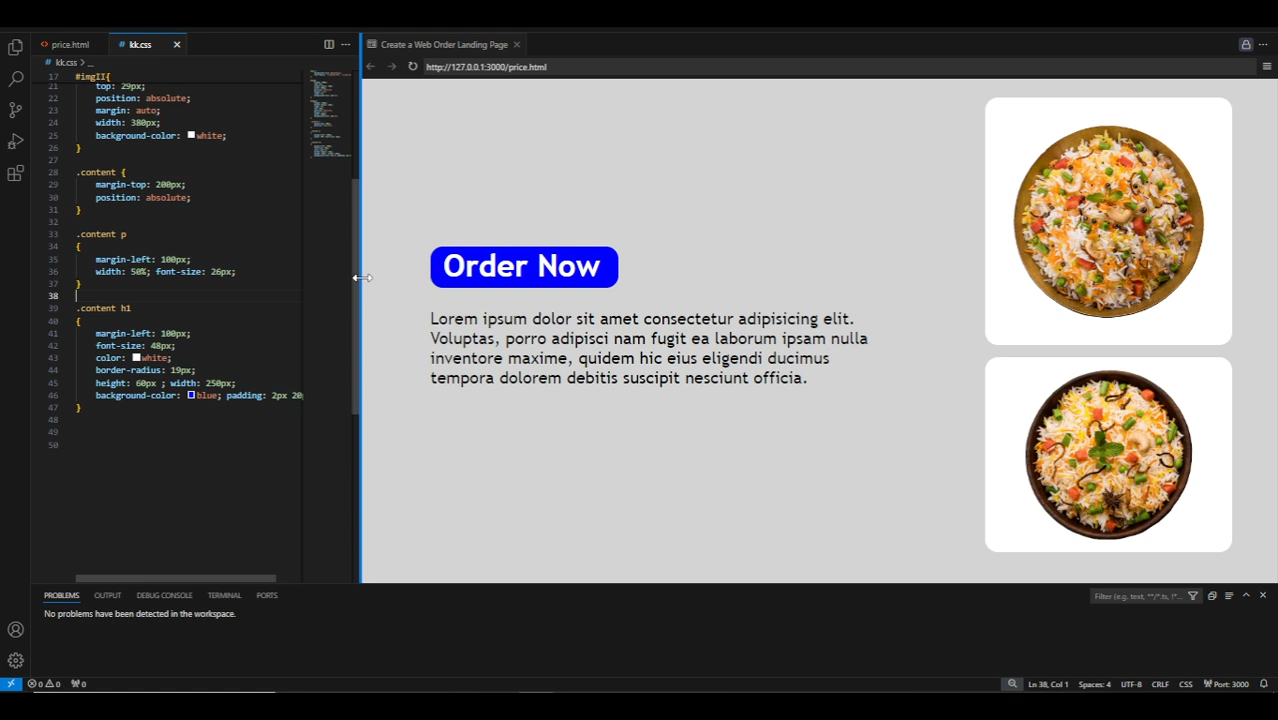 price.html
kk.css
Create a Web Order Landing Page
kk.css > ...
http://127.0.0.1:3000/price.html
17 #imgII{
21 top: 29px;
22 position: absolute;
23 margin: auto;
24 width: 380px;
25 background-color: white;
26 }
27
28 .content {
29 margin-top: 200px;
30 position: absolute;
31 }
32
33 .content p
34 {
35 margin-left: 100px;
36 width: 50%; font-size: 26px;
37 }
38
39 .content h1
40 {
41 margin-left: 100px;
42 font-size: 48px;
43 color: white;
44 border-radius: 19px;
45 height: 60px ; width: 250px;
46 background-color: blue; padding: 2px 20
47 }
48
49
50
Order Now
Lorem ipsum dolor sit amet consectetur adipisicing elit.
Voluptas, porro adipisci nam fugit ea laborum ipsam nulla
inventore maxime, quidem hic eius eligendi ducimus
tempora dolorem debitis suscipit nesciunt officia.
PROBLEMS OUTPUT DEBUG CONSOLE TERMINAL PORTS
Filter (e.g. text, **/*.ts, !*...
No problems have been detected in the workspace.
0 0 0
Ln 38, Col 1 Spaces: 4 UTF-8 CRLF CSS Port: 3000